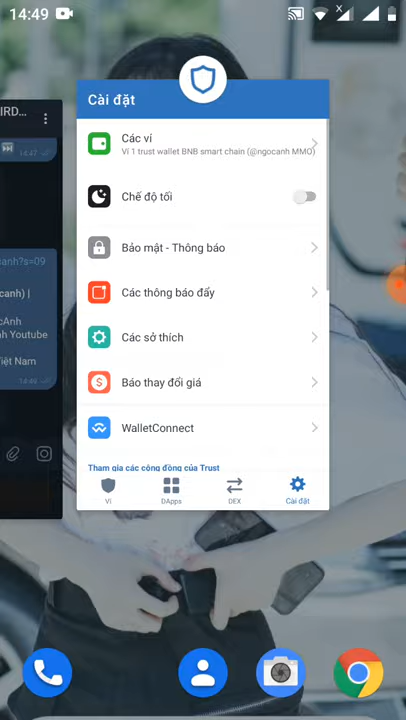 14:49
x
IRD...
14:47
canh?s=09
canh) |
cAnh
h Youtube
iệt Nam
14:49
Cài đặt
Các ví
Ví 1 trust wallet BNB smart chain (@ngocanh MMO)
Chế độ tối
Bảo mật - Thông báo
Các thông báo đẩy
Các sở thích
Báo thay đổi giá
$
WalletConnect
Tham gia các cộng đồng của Trust
Ví
DApps
DEX
Cài đặt